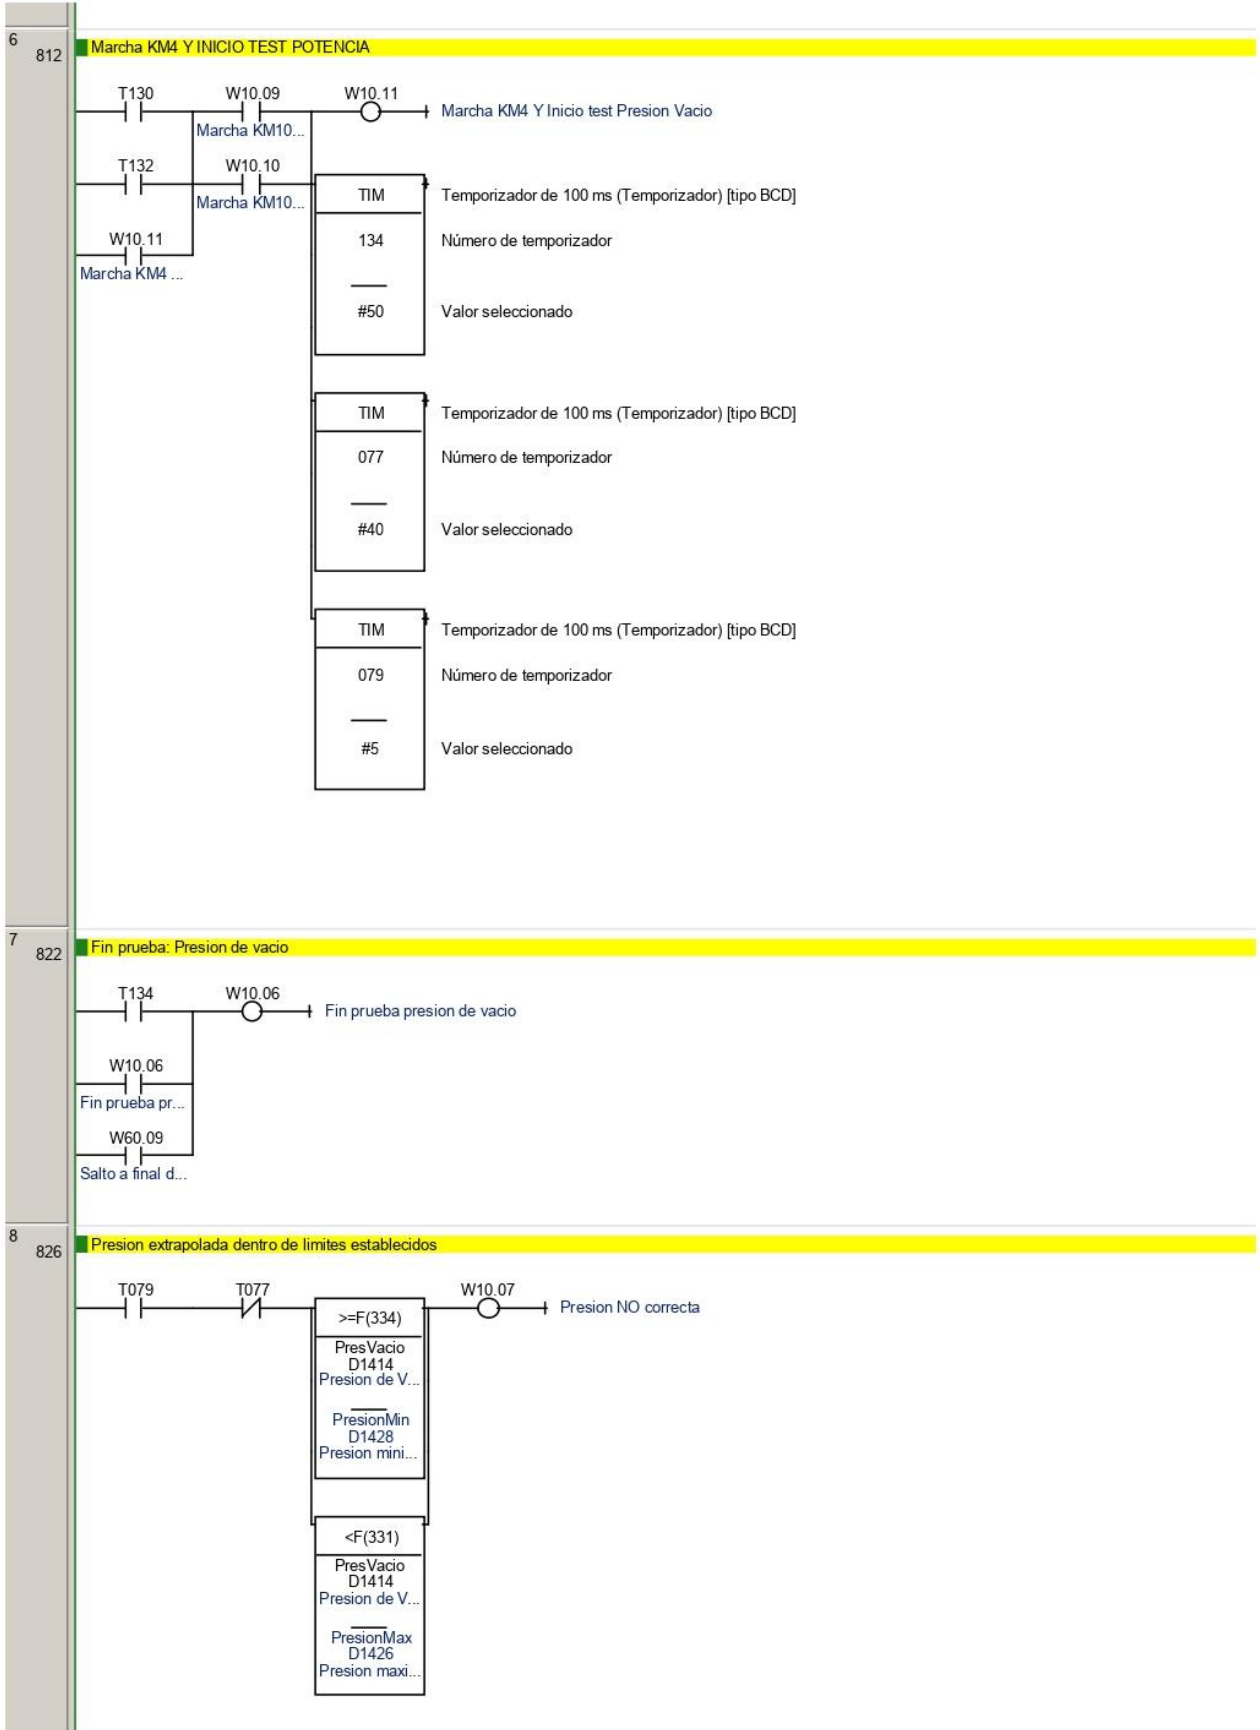 6
812
Marcha KM4 Y INICIO TEST POTENCIA
T130 W10.09 W10.11
Marcha KM4 Y Inicio test Presion Vacio
Marcha KM10...
T132 W10.10
Marcha KM10...
TIM
Temporizador de 100 ms (Temporizador) [tipo BCD]
W10.11
Marcha KM4 ...
134
Número de temporizador
#50
Valor seleccionado
TIM
Temporizador de 100 ms (Temporizador) [tipo BCD]
077
Número de temporizador
#40
Valor seleccionado
TIM
Temporizador de 100 ms (Temporizador) [tipo BCD]
079
Número de temporizador
#5
Valor seleccionado
7
822
Fin prueba: Presion de vacio
T134 W10.06
Fin prueba presion de vacio
W10.06
Fin prueba pr...
W60.09
Salto a final d...
8
826
Presion extrapolada dentro de limites establecidos
T079 T077 W10.07
Presion NO correcta
>=F(334)
PresVacio
D1414
Presion de V...
PresionMin
D1428
Presion mini...
<F(331)
PresVacio
D1414
Presion de V...
PresionMax
D1426
Presion maxi...